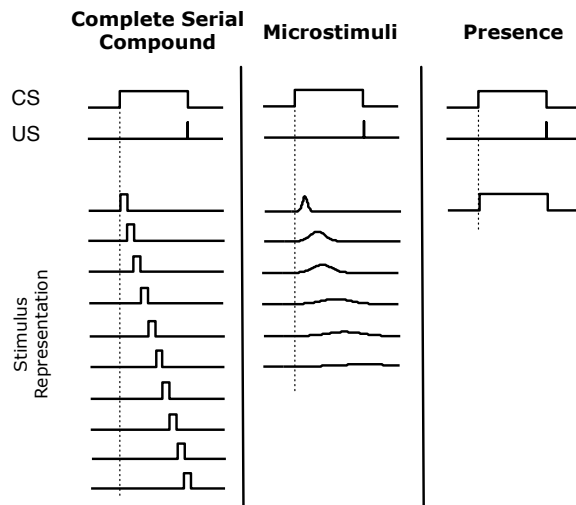 Complete Serial
Compound
Microstimuli
Presence
CS
US
Stimulus
Representation